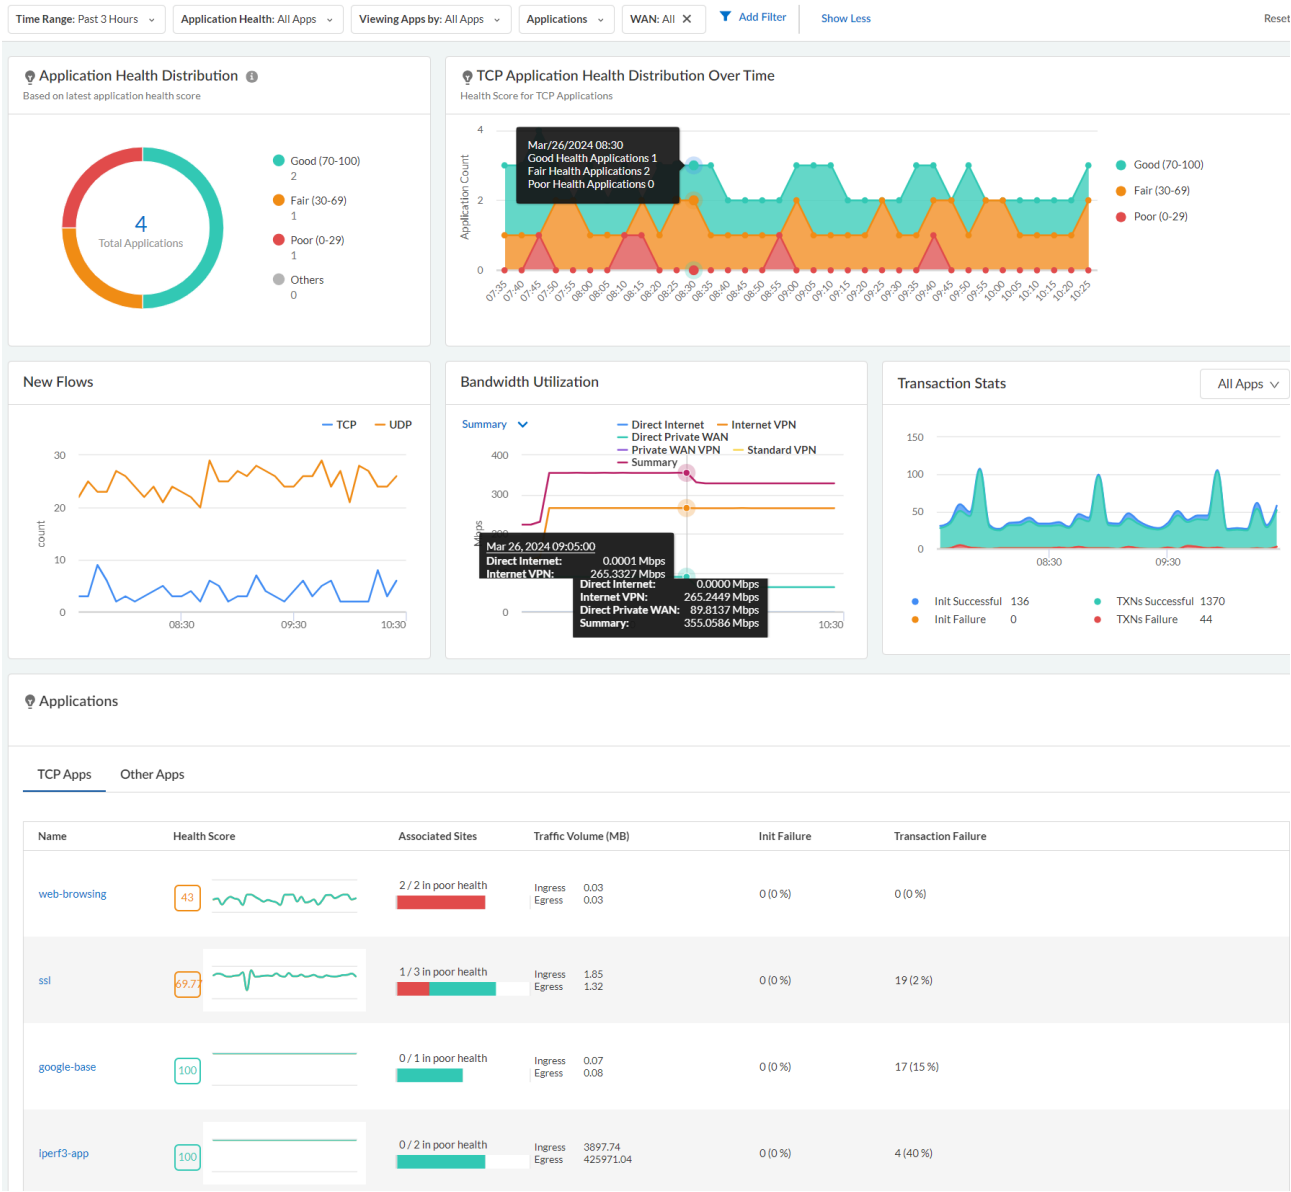 Time Range: Past 3 Hours
Application Health: All Apps
Viewing Apps by: All Apps
Applications
WAN: All ✕
Add Filter
Show Less
Reset
Application Health Distribution
Based on latest application health score
4
Total Applications
Good (70-100)
2
Fair (30-69)
1
Poor (0-29)
1
Others
0
TCP Application Health Distribution Over Time
Health Score for TCP Applications
Application Count
4
2
0
Mar/26/2024 08:30
Good Health Applications 1
Fair Health Applications 2
Poor Health Applications 0
07:35 07:40 07:45 07:50 07:55 08:00 08:05 08:10 08:15 08:20 08:25 08:30 08:35 08:40 08:45 08:50 08:55 09:00 09:05 09:10 09:15 09:20 09:25 09:30 09:35 09:40 09:45 09:50 09:55 10:00 10:05 10:10 10:15 10:20 10:25
Good (70-100)
Fair (30-69)
Poor (0-29)
New Flows
TCP UDP
count
30
20
10
0
08:30 09:30 10:30
Bandwidth Utilization
Summary
Direct Internet Internet VPN
Direct Private WAN
Private WAN VPN Standard VPN
Summary
Mbps
400
300
200
0
Mar 26, 2024 09:05:00
Direct Internet: 0.0001 Mbps
Internet VPN: 265.3327 Mbps
Direct Internet: 0.0000 Mbps
Internet VPN: 265.2449 Mbps
Direct Private WAN: 89.8137 Mbps
Summary: 355.0586 Mbps
10:30
Transaction Stats
All Apps
150
100
50
0
08:30 09:30
Init Successful 136
TXNs Successful 1370
Init Failure 0
TXNs Failure 44
Applications
TCP Apps
Other Apps
Name Health Score Associated Sites Traffic Volume (MB) Init Failure Transaction Failure
web-browsing
43
2 / 2 in poor health
Ingress 0.03
Egress 0.03
0 (0 %)
0 (0 %)
ssl
69.77
1 / 3 in poor health
Ingress 1.85
Egress 1.32
0 (0 %)
19 (2 %)
google-base
100
0 / 1 in poor health
Ingress 0.07
Egress 0.08
0 (0 %)
17 (15 %)
iperf3-app
100
0 / 2 in poor health
Ingress 3897.74
Egress 425971.04
0 (0 %)
4 (40 %)